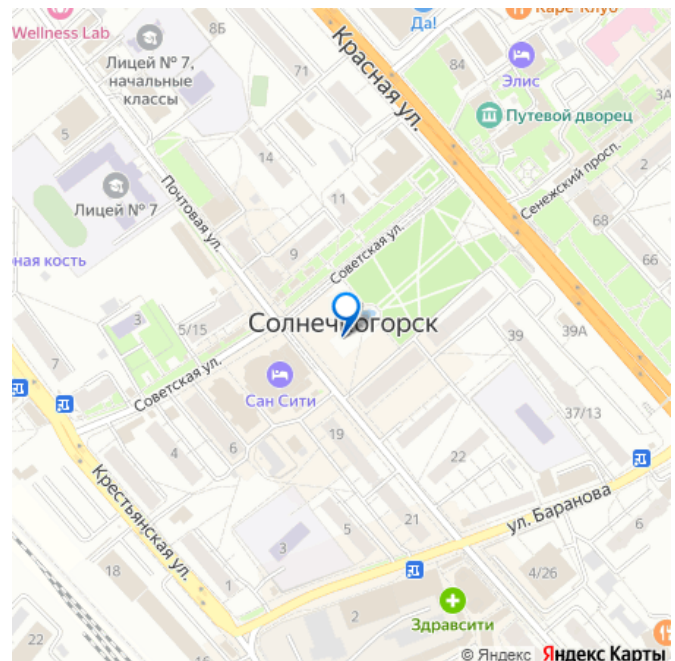 Wellness Lab
8Б
Да!
Каре-Клуб
Лицей № 7,
начальные
классы
71
Красная ул.
84
Элис
3А
5
Путевой дворец
14
Сенежский просп.
2
Лицей № 7
Почтовая ул.
11
68
9
Советская ул.
66
рная кость
3
5/15
Солнечногорск
39
39А
7
Советская ул.
Сан Сити
37/13
4
6
19
22
Крестьянская ул.
ул. Баранова
21
5
6
3
18
1
4/26
2
Здравсити
22
© Яндекс Яндекс Карты